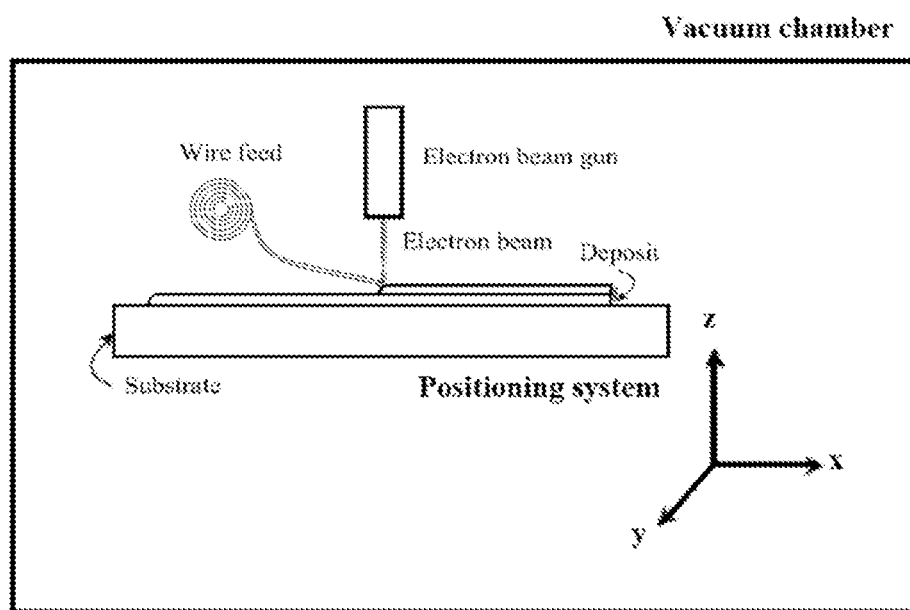 Vacuum chamber
Wire feed
Electron beam gun
Electron beam
Deposit
Substrate
Positioning system
z
x
y